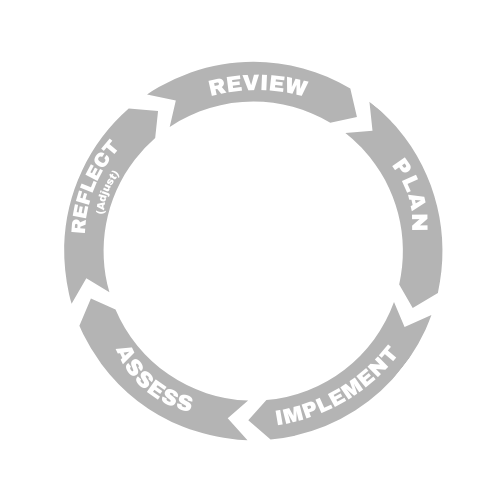 REVIEW
PLAN
IMPLEMENT
ASSESS
REFLECT
(Adjust)